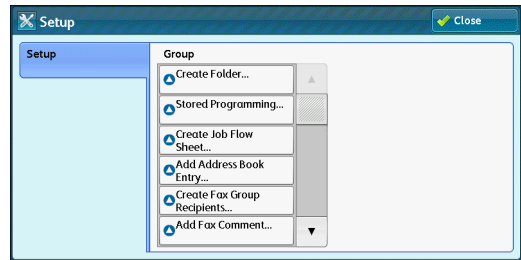 Setup
Close
Setup
Group
Create Folder...
Stored Programming...
Create Job Flow
Sheet...
Add Address Book
Entry...
Create Fax Group
Recipients...
Add Fax Comment...